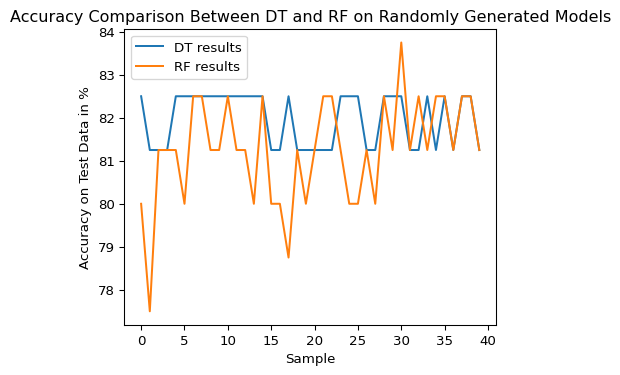 Accuracy Comparison Between DT and RF on Randomly Generated Models
84
83
82
81
80
79
78
Accuracy on Test Data in %
DT results
RF results
0 5 10 15 20 25 30 35 40
Sample